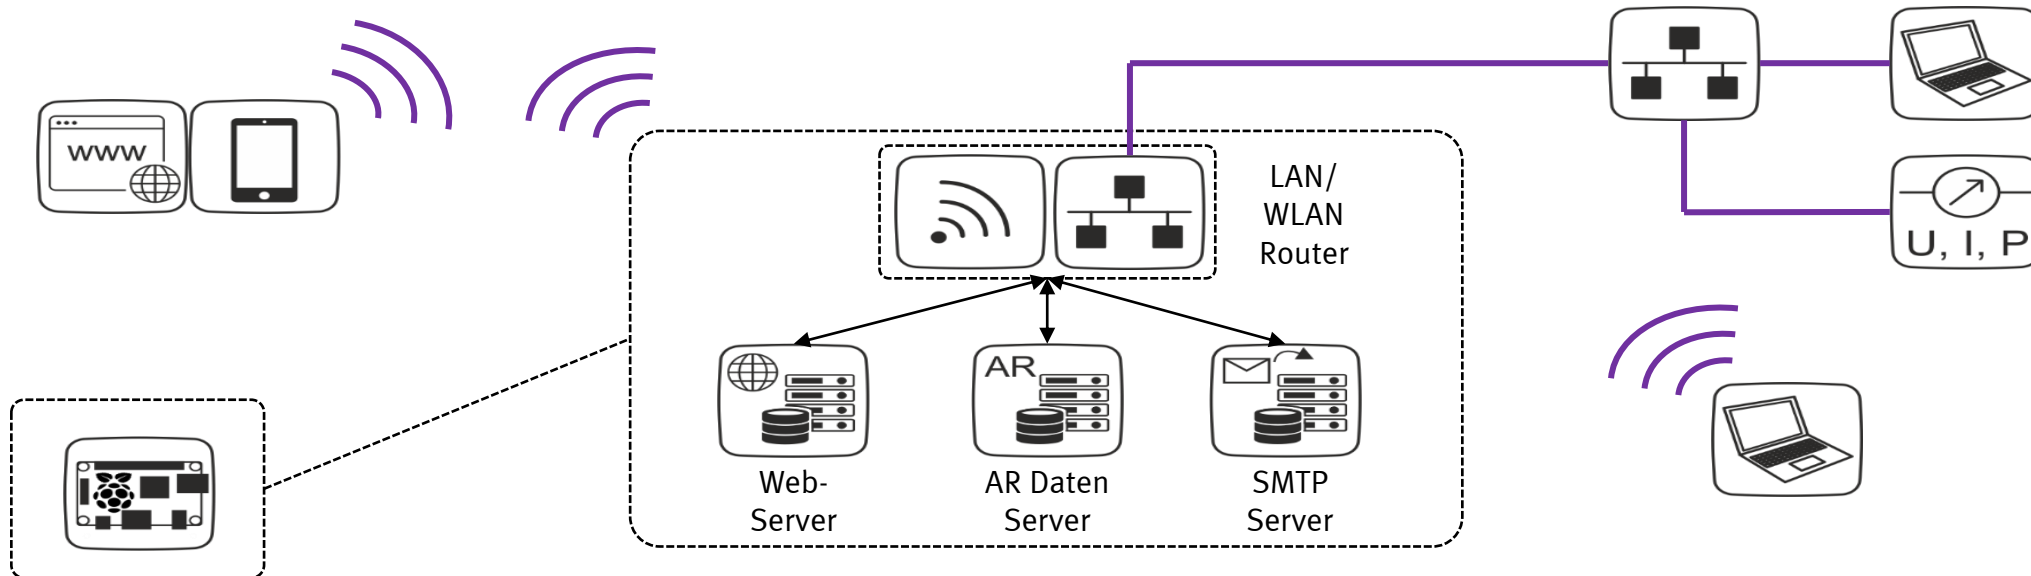 WWW
LAN/
WLAN
Router
U, I, P
AR
Web-
Server
AR Daten
Server
SMTP
Server